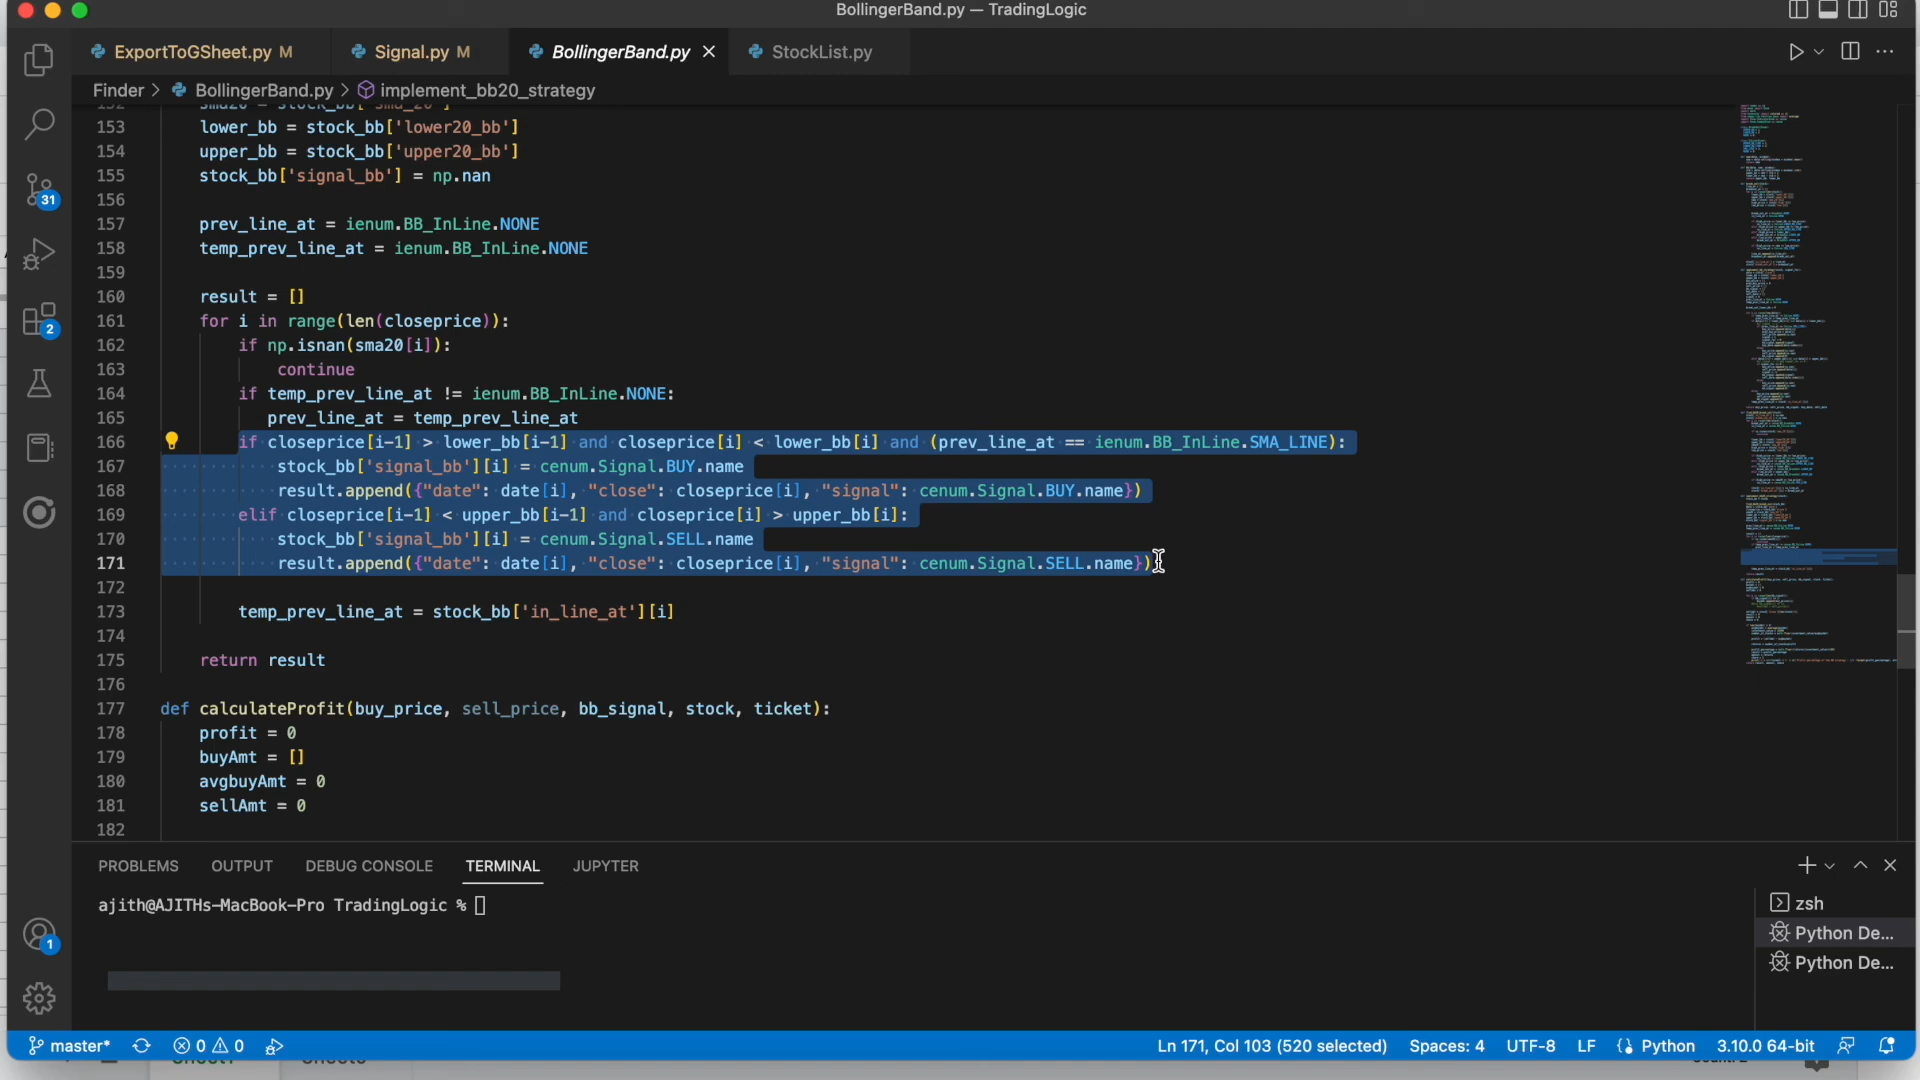 BollingerBand.py — TradingLogic
ExportToGSheet.py M
Signal.py M
BollingerBand.py
StockList.py
Finder > BollingerBand.py > implement_bb20_strategy
153 lower_bb = stock_bb['lower20_bb']
154 upper_bb = stock_bb['upper20_bb']
155 stock_bb['signal_bb'] = np.nan
156
157 prev_line_at = ienum.BB_InLine.NONE
158 temp_prev_line_at = ienum.BB_InLine.NONE
159
160 result = []
161 for i in range(len(closeprice)):
162 if np.isnan(sma20[i]):
163 continue
164 if temp_prev_line_at != ienum.BB_InLine.NONE:
165 prev_line_at = temp_prev_line_at
166 if closeprice[i-1] > lower_bb[i-1] and closeprice[i] < lower_bb[i] and (prev_line_at == ienum.BB_InLine.SMA_LINE):
167 stock_bb['signal_bb'][i] = cenum.Signal.BUY.name
168 result.append({"date": date[i], "close": closeprice[i], "signal": cenum.Signal.BUY.name})
169 elif closeprice[i-1] < upper_bb[i-1] and closeprice[i] > upper_bb[i]:
170 stock_bb['signal_bb'][i] = cenum.Signal.SELL.name
171 result.append({"date": date[i], "close": closeprice[i], "signal": cenum.Signal.SELL.name})
172
173 temp_prev_line_at = stock_bb['in_line_at'][i]
174
175 return result
176
177 def calculateProfit(buy_price, sell_price, bb_signal, stock, ticket):
178 profit = 0
179 buyAmt = []
180 avgbuyAmt = 0
181 sellAmt = 0
182
31
2
1
PROBLEMS OUTPUT DEBUG CONSOLE TERMINAL JUPYTER
ajith@AJITHs-MacBook-Pro TradingLogic %
zsh
Python De...
Python De...
master* 0 0 Ln 171, Col 103 (520 selected) Spaces: 4 UTF-8 LF Python 3.10.0 64-bit